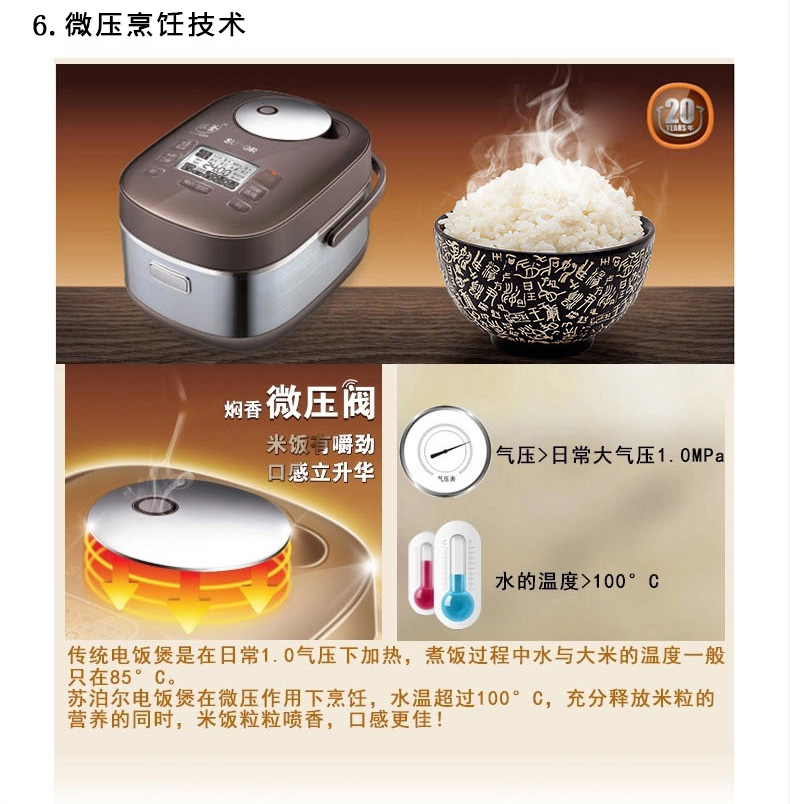 6.微压烹饪技术
20
YEARS年
焖香微压阀
米饭有嚼劲
口感立升华
气压表
气压>日常大气压1.0MPa
水的温度>100°C
传统电饭煲是在日常1.0气压下加热，煮饭过程中水与大米的温度一般
只在85°C。
苏泊尔电饭煲在微压作用下烹饪，水温超过100°C，充分释放米粒的
营养的同时，米饭粒粒喷香，口感更佳！